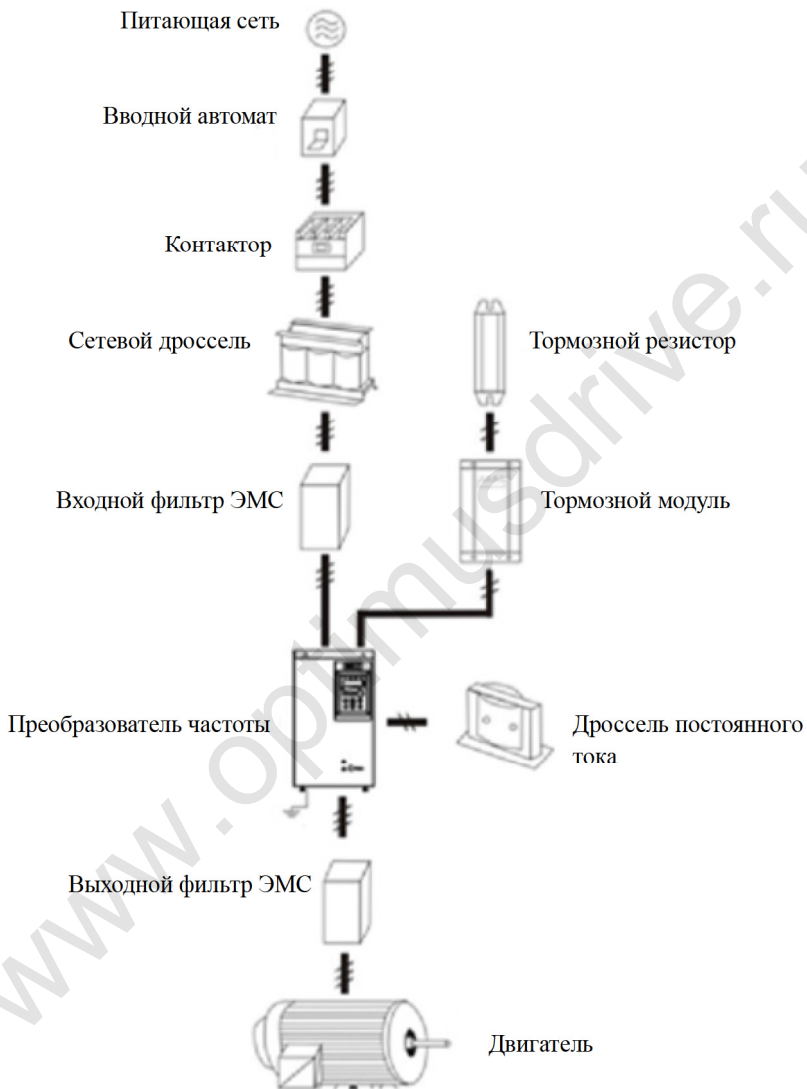 Питающая сеть
Вводной автомат
Контактор
Сетевой дроссель
Тормозной резистор
Входной фильтр ЭМС
Тормозной модуль
Преобразователь частоты
Дроссель постоянного
тока
Выходной фильтр ЭМС
Двигатель
www.optimusdrive.ru